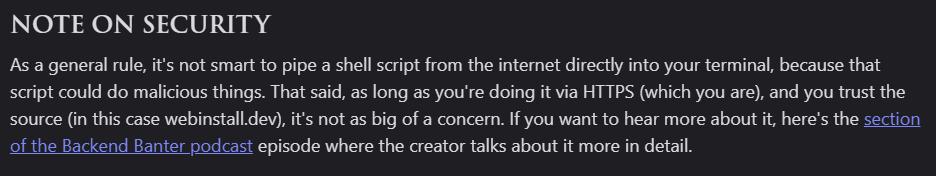 NOTE ON SECURITY
As a general rule, it's not smart to pipe a shell script from the internet directly into your terminal, because that
script could do malicious things. That said, as long as you're doing it via HTTPS (which you are), and you trust the
source (in this case webinstall.dev), it's not as big of a concern. If you want to hear more about it, here's the section
of the Backend Banter podcast episode where the creator talks about it more in detail.